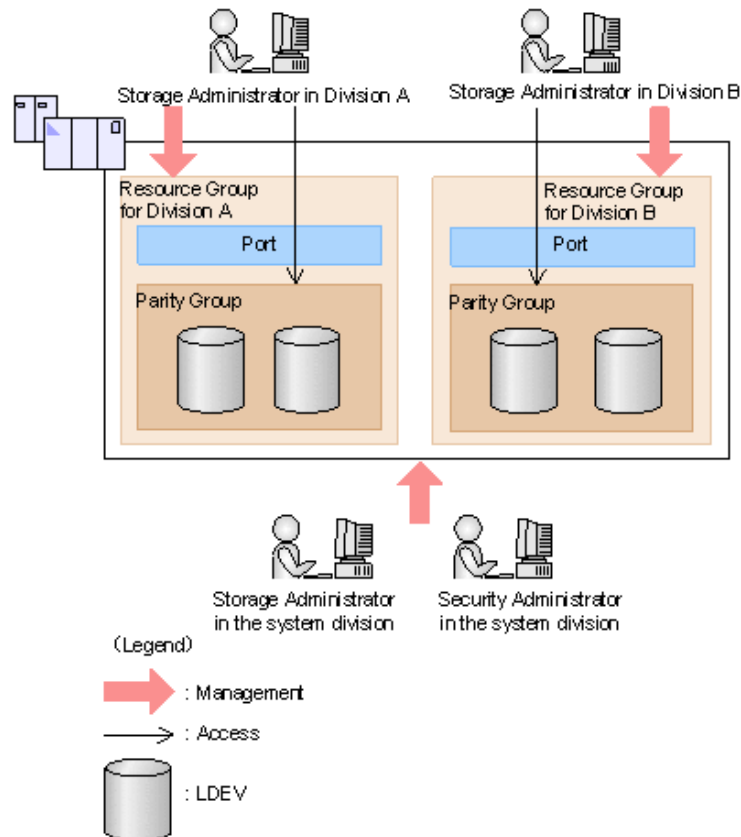 Storage Administrator in Division A
Storage Administrator in Division B
Resource Group
for Division A
Port
Parity Group
Resource Group
for Division B
Port
Parity Group
Storage Administrator
in the system division
Security Administrator
in the system division
(Legend)
: Management
: Access
: LDEV